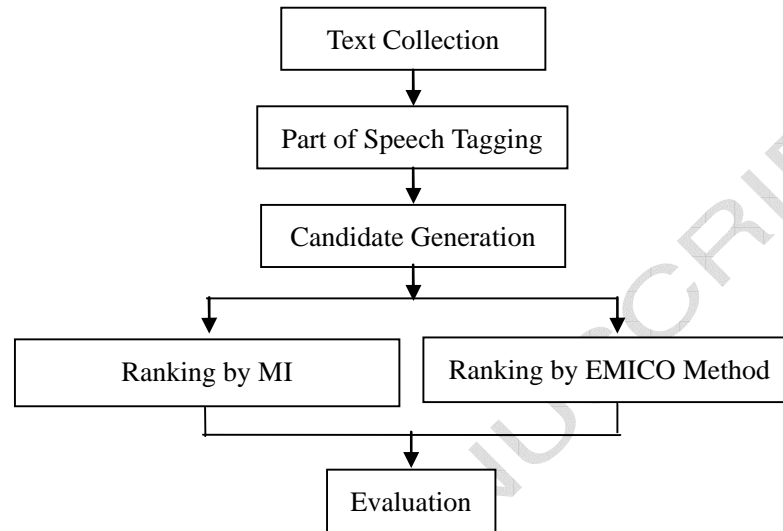 Text Collection
Part of Speech Tagging
Candidate Generation
Ranking by MI
Ranking by EMICO Method
Evaluation